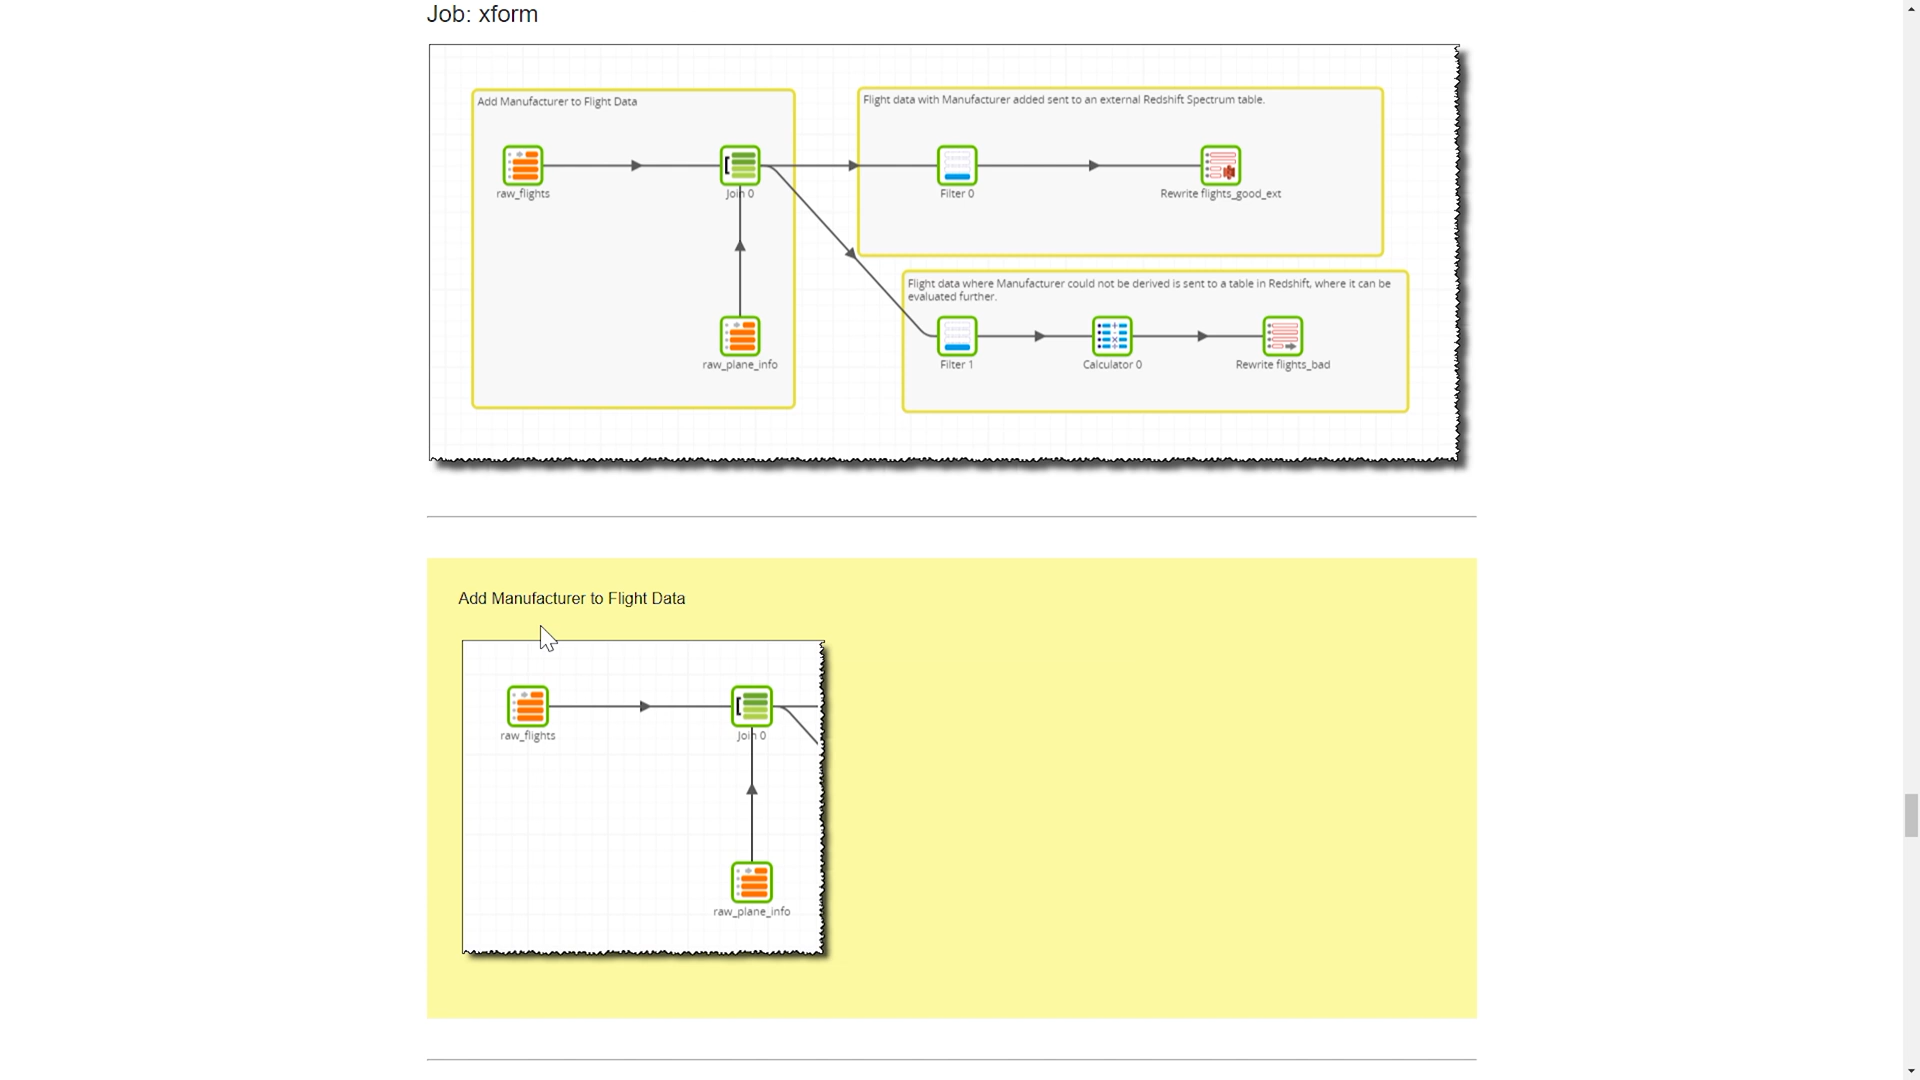 Job: xform
Add Manufacturer to Flight Data
raw_flights
Join 0
raw_plane_info
Flight data with Manufacturer added sent to an external Redshift Spectrum table.
Filter 0
Rewrite flights_good_ext
Flight data where Manufacturer could not be derived is sent to a table in Redshift, where it can be
evaluated further.
Filter 1
Calculator 0
Rewrite flights_bad
Add Manufacturer to Flight Data
raw_flights
Join 0
raw_plane_info